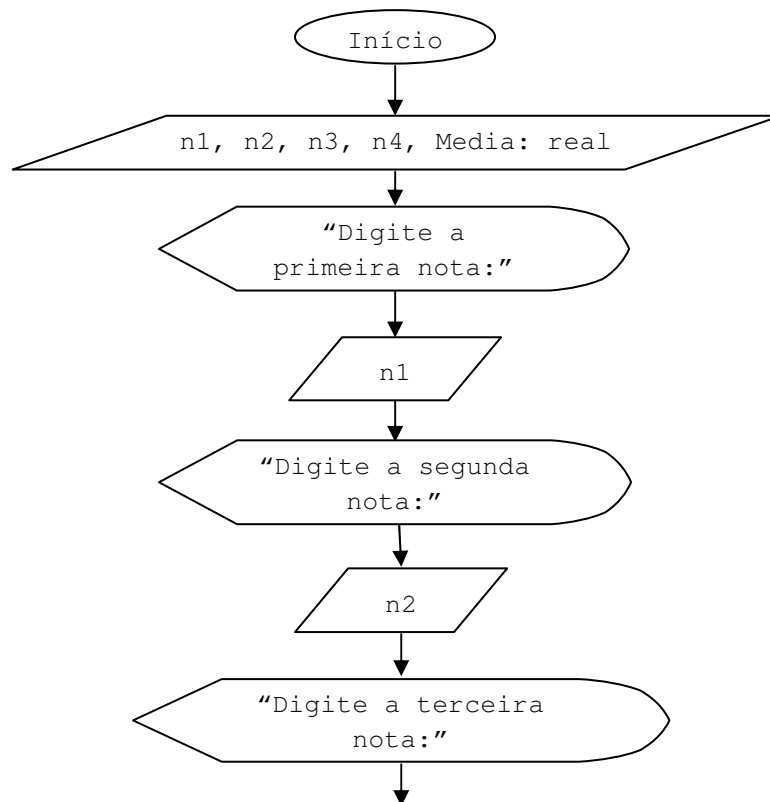 Início
n1, n2, n3, n4, Media: real
“Digite a
primeira nota:”
n1
“Digite a segunda
nota:”
n2
“Digite a terceira
nota:”